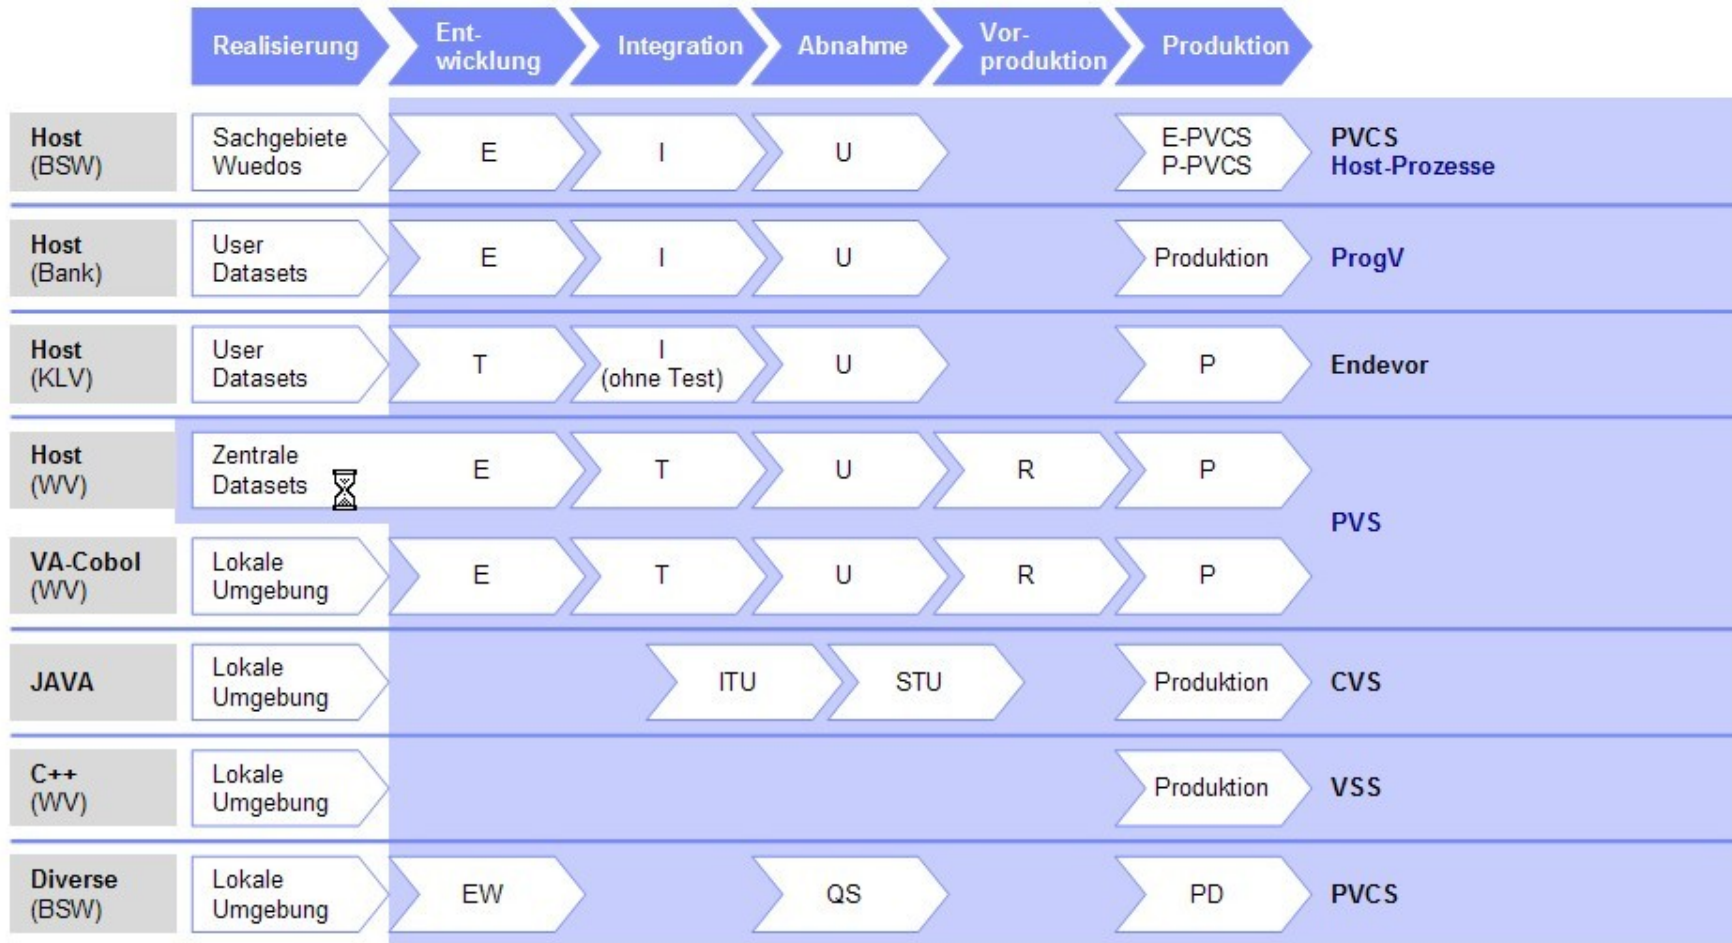 Realisierung
Ent-
wicklung
Integration
Abnahme
Vor-
produktion
Produktion
Host
(BSW)
Sachgebiete
Wuedos
E
I
U
E-PVCS
P-PVCS
PVCS
Host-Prozesse
Host
(Bank)
User
Datasets
E
I
U
Produktion
ProgV
Host
(KLV)
User
Datasets
T
I
(ohne Test)
U
P
Endevor
Host
(WV)
Zentrale
Datasets
E
T
U
R
P
PVS
VA-Cobol
(WV)
Lokale
Umgebung
E
T
U
R
P
JAVA
Lokale
Umgebung
ITU
STU
Produktion
CVS
C++
(WV)
Lokale
Umgebung
Produktion
VSS
Diverse
(BSW)
Lokale
Umgebung
EW
QS
PD
PVCS